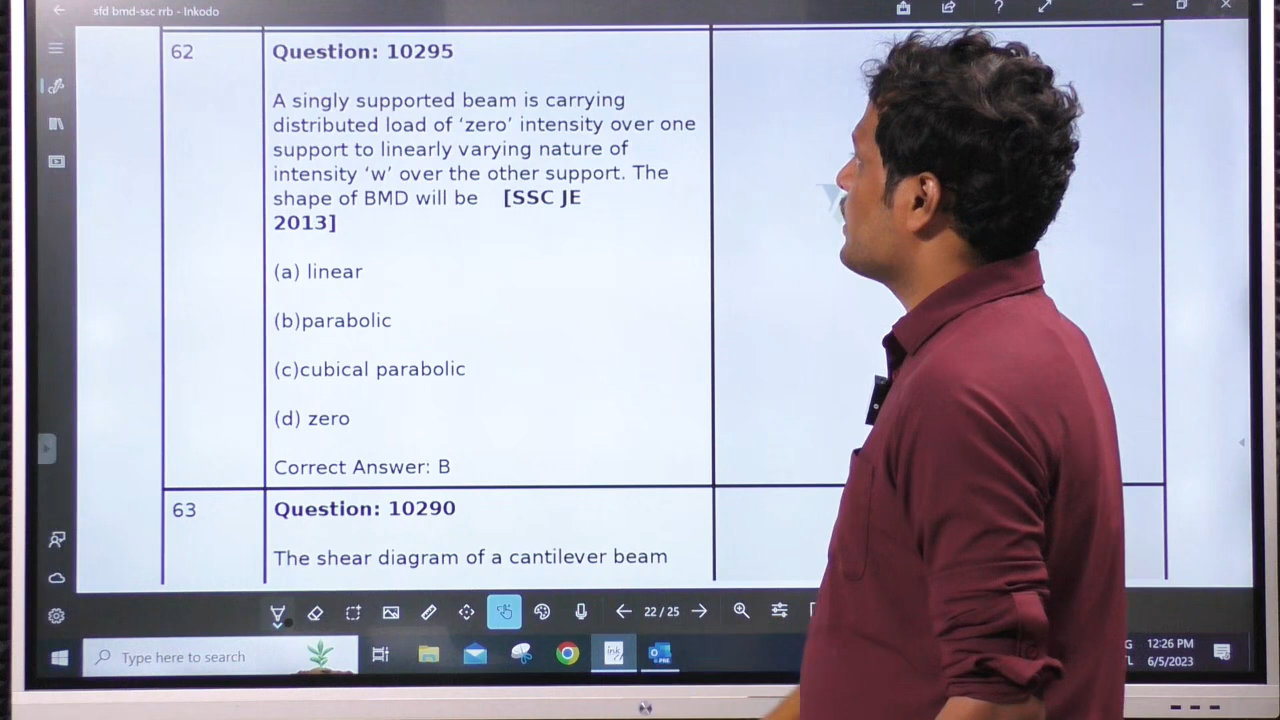 sfd bmd-ssc rrb - Inkodo
62
Question: 10295
A singly supported beam is carrying
distributed load of ‘zero’ intensity over one
support to linearly varying nature of
intensity ‘w’ over the other support. The
shape of BMD will be [SSC JE
2013]
(a) linear
(b)parabolic
(c)cubical parabolic
(d) zero
Correct Answer: B
63
Question: 10290
The shear diagram of a cantilever beam
22 / 25
Type here to search
ink
PRE
12:26 PM
6/5/2023